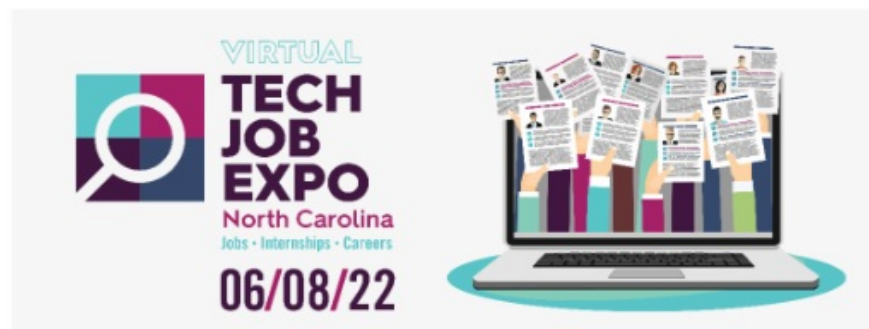 VIRTUAL
TECH
JOB
EXPO
North Carolina
Jobs • Internships • Careers
06/08/22